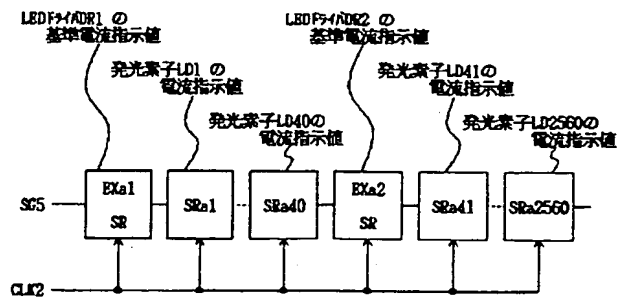 LEDドライバDR1 の
基準電流指示値
発光素子LD1 の
電流指示値
発光素子LD40の
電流指示値
LEDドライバDR2 の
基準電流指示値
発光素子LD41の
電流指示値
発光素子LD2560の
電流指示値
SG5
EXa1
SR
SRa1
SRa40
EXa2
SR
SRa41
SRa2560
CLK2